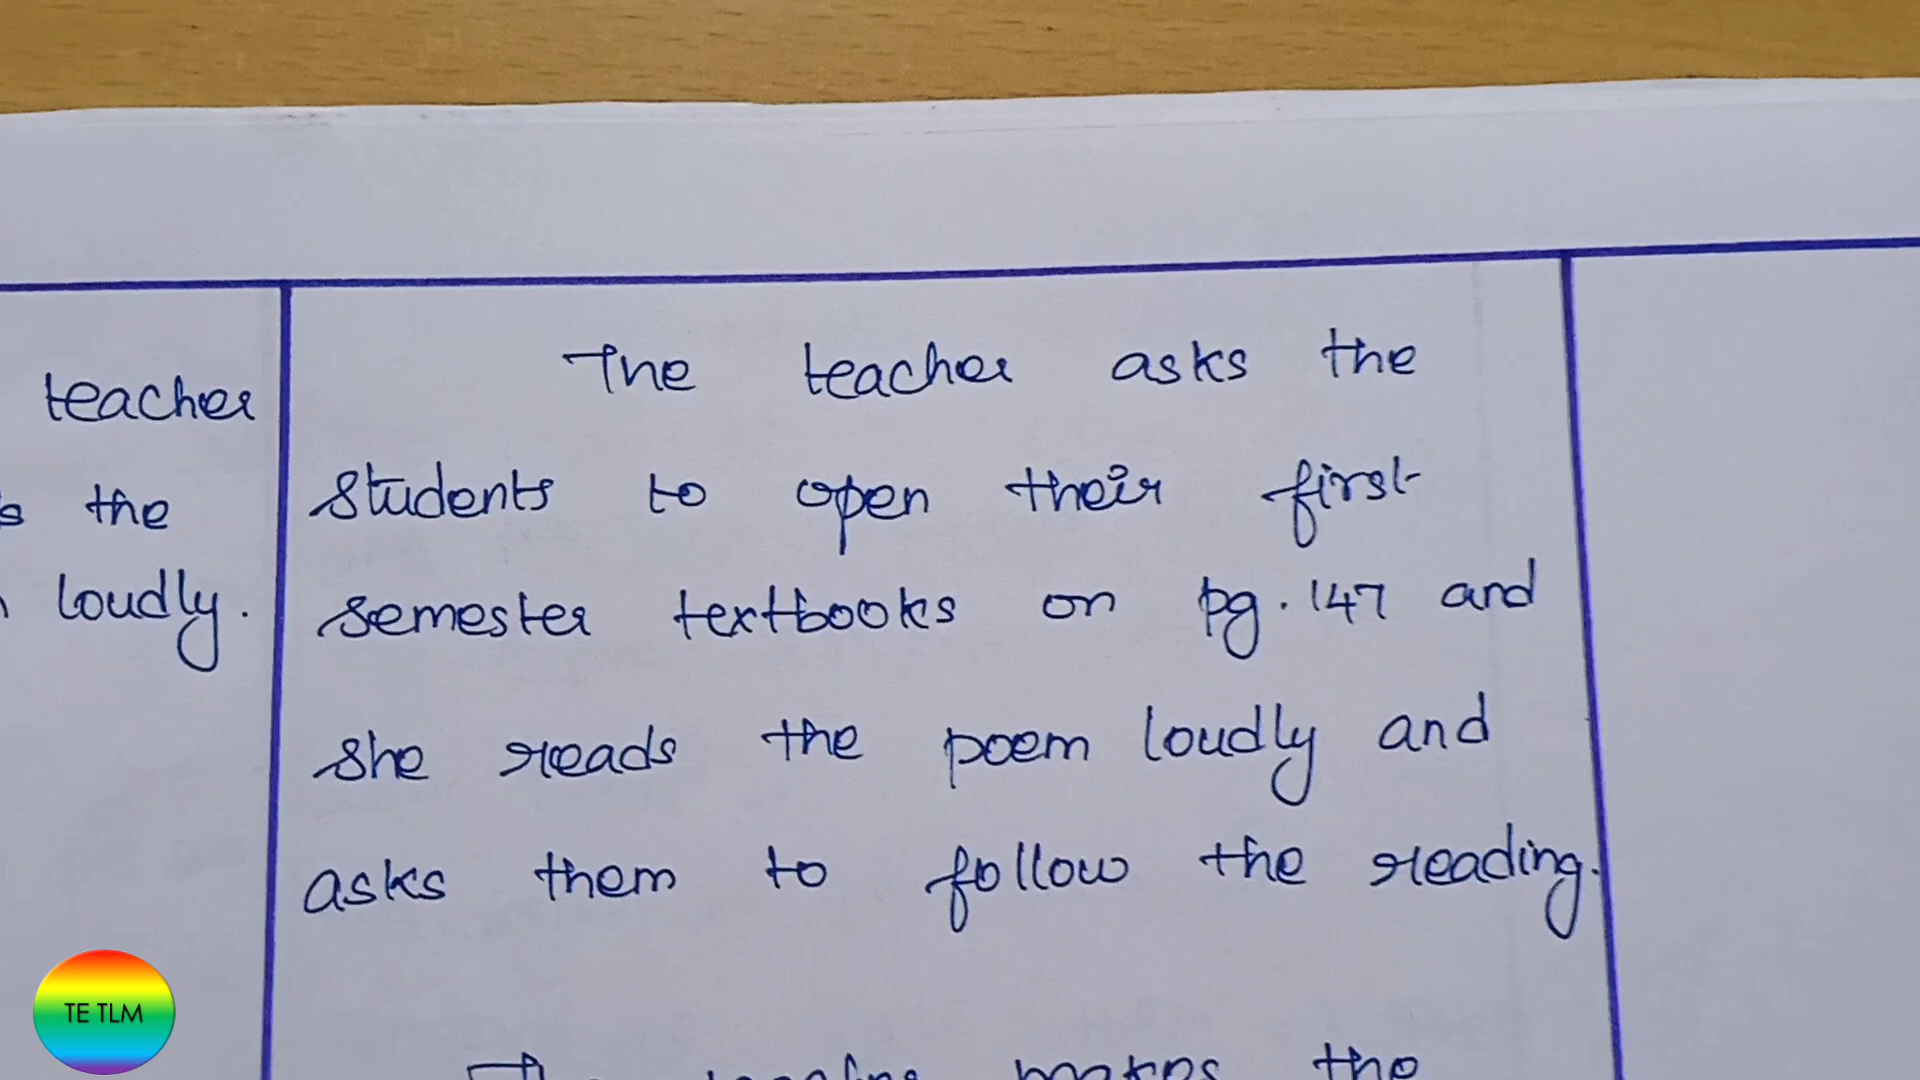 teacher
the
loudly.
The teacher asks the
students to open their first
semester textbooks on pg. 147 and
she reads the poem loudly and
asks them to follow the reading.
makes the
TE TLM